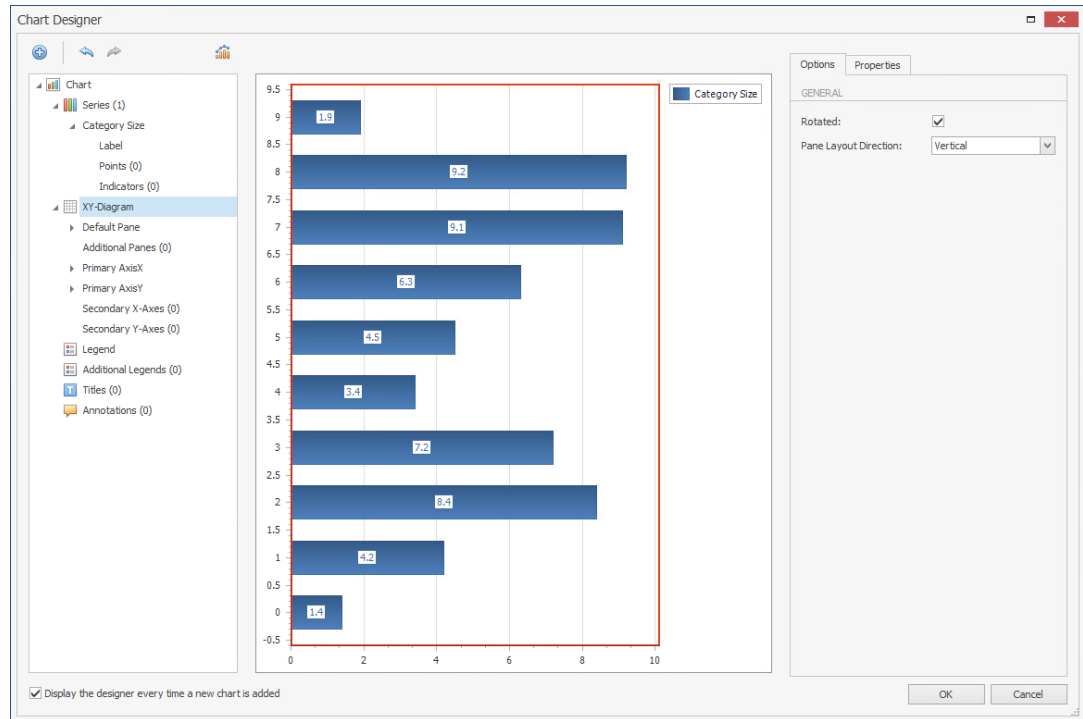 Chart Designer
Chart
Series (1)
Category Size
Label
Points (0)
Indicators (0)
XY-Diagram
Default Pane
Additional Panes (0)
Primary AxisX
Primary AxisY
Secondary X-Axes (0)
Secondary Y-Axes (0)
Legend
Additional Legends (0)
Titles (0)
Annotations (0)
9.5
9 1.9
8.5
8 9.2
7.5
7 9.1
6.5
6 6.3
5.5
5 4.5
4.5
4 3.4
3.5
3 7.2
2.5
2 8.4
1.5
1 4.2
0.5
0 1.4
-0.5
0 2 4 6 8 10
Category Size
Options Properties
GENERAL
Rotated:
Pane Layout Direction: Vertical
Display the designer every time a new chart is added
OK Cancel